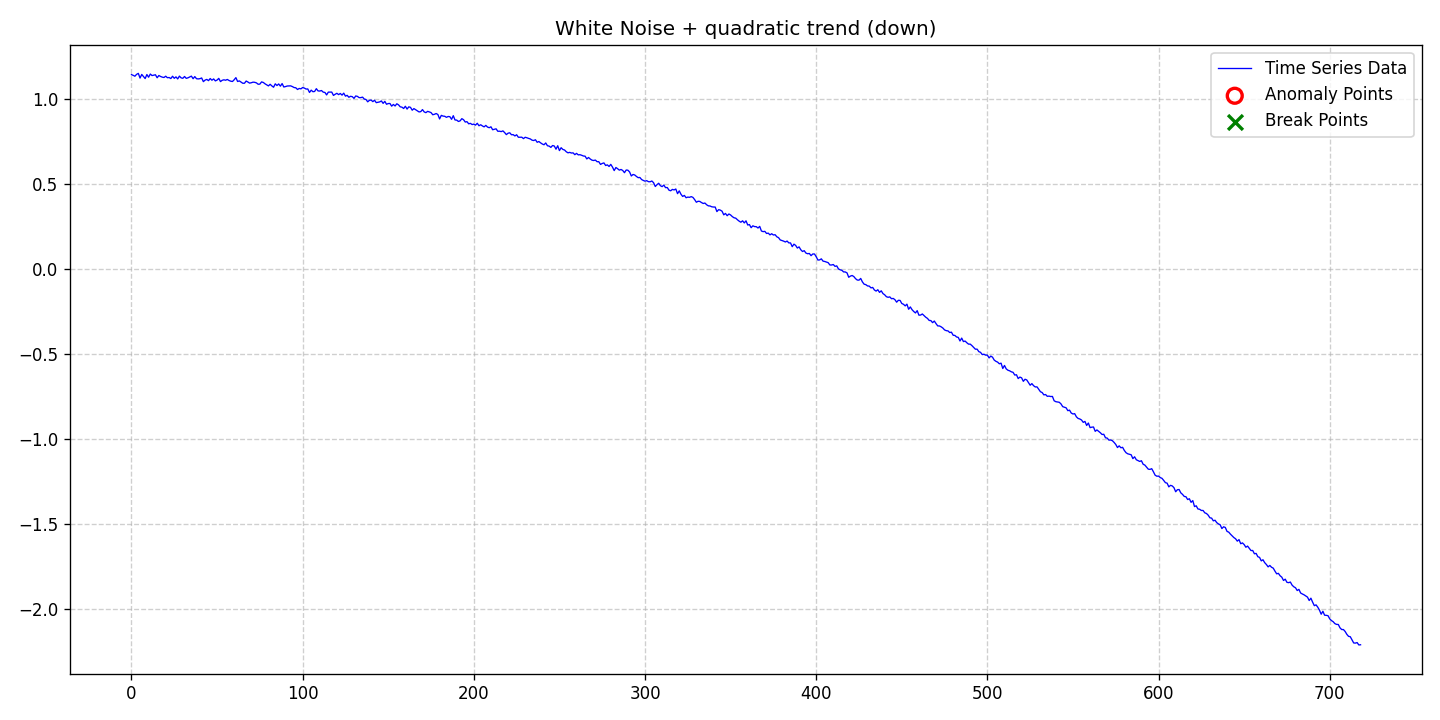 White Noise + quadratic trend (down)
Time Series Data
Anomaly Points
Break Points
1.0
0.5
0.0
−0.5
−1.0
−1.5
−2.0
0 100 200 300 400 500 600 700